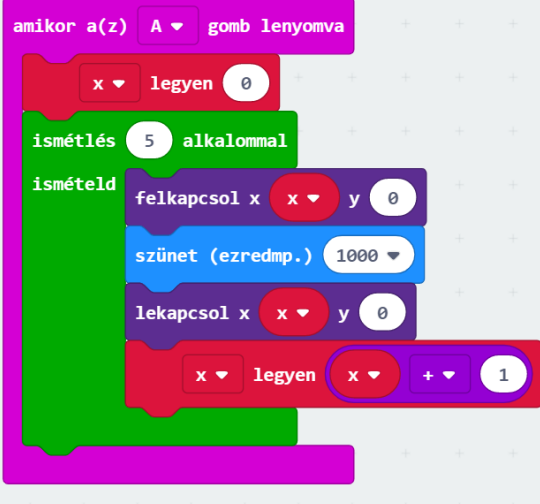 amikor a(z) A gomb lenyomva
x legyen 0
ismétlés 5 alkalommal
ismételd
felkapcsol x x y 0
szünet (ezredmp.) 1000
lekapcsol x x y 0
x legyen x + 1